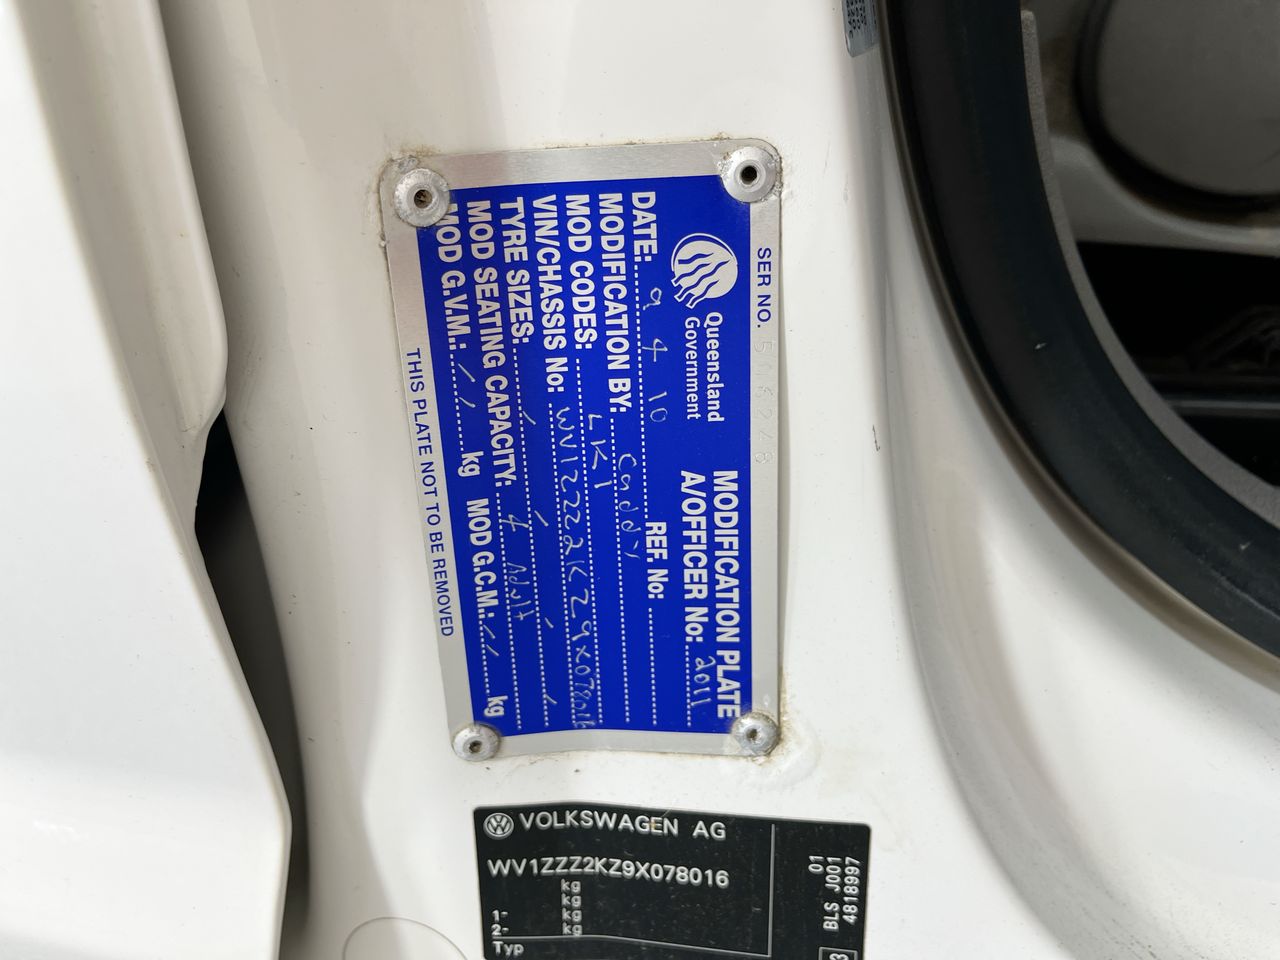 SER NO. 5106248
Queensland
Government
MODIFICATION PLATE
A/OFFICER No: 2011
DATE: 9 4 10 REF. No:
MODIFICATION BY: Caddy
MOD CODES: LK1
VIN/CHASSIS No: WV1ZZZ2KZ9X078016
TYRE SIZES: / / / /
MOD SEATING CAPACITY: 4 Adult
MOD G.V.M.: // kg MOD G.C.M.: // kg
THIS PLATE NOT TO BE REMOVED
VOLKSWAGEN AG
WV1ZZZ2KZ9X078016
kg
kg
1- kg
2- kg
Typ
01
BLS J001
4818997
3